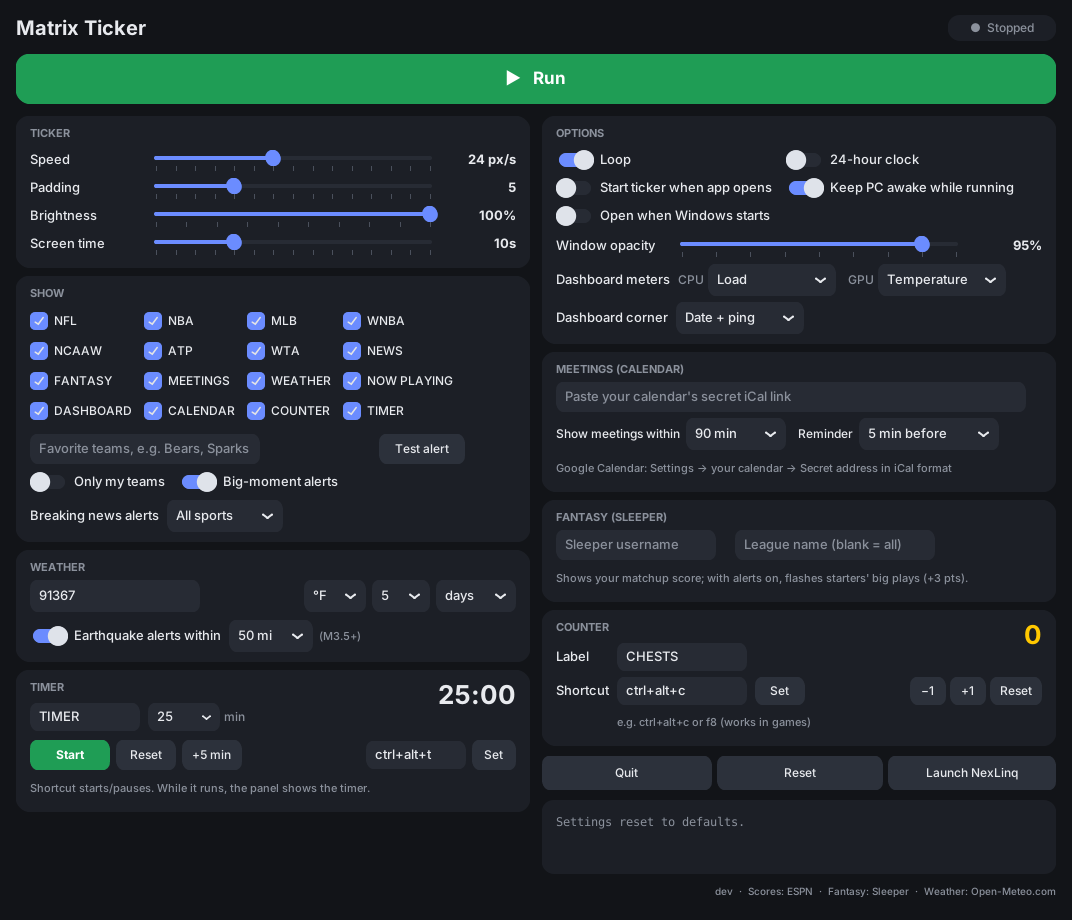 Matrix Ticker
Stopped
Run
TICKER
Speed 24 px/s
Padding 5
Brightness 100%
Screen time 10s
SHOW
NFL NBA MLB WNBA
NCAAW ATP WTA NEWS
FANTASY MEETINGS WEATHER NOW PLAYING
DASHBOARD CALENDAR COUNTER TIMER
Favorite teams, e.g. Bears, Sparks Test alert
Only my teams Big-moment alerts
Breaking news alerts All sports
WEATHER
91367 °F 5 days
Earthquake alerts within 50 mi (M3.5+)
TIMER
25:00
TIMER 25 min
Start Reset +5 min ctrl+alt+t Set
Shortcut starts/pauses. While it runs, the panel shows the timer.
OPTIONS
Loop 24-hour clock
Start ticker when app opens Keep PC awake while running
Open when Windows starts
Window opacity 95%
Dashboard meters CPU Load GPU Temperature
Dashboard corner Date + ping
MEETINGS (CALENDAR)
Paste your calendar's secret iCal link
Show meetings within 90 min Reminder 5 min before
Google Calendar: Settings → your calendar → Secret address in iCal format
FANTASY (SLEEPER)
Sleeper username League name (blank = all)
Shows your matchup score; with alerts on, flashes starters' big plays (+3 pts).
COUNTER
0
Label CHESTS
Shortcut ctrl+alt+c Set −1 +1 Reset
e.g. ctrl+alt+c or f8 (works in games)
Quit Reset Launch NexLinq
Settings reset to defaults.
dev · Scores: ESPN · Fantasy: Sleeper · Weather: Open-Meteo.com